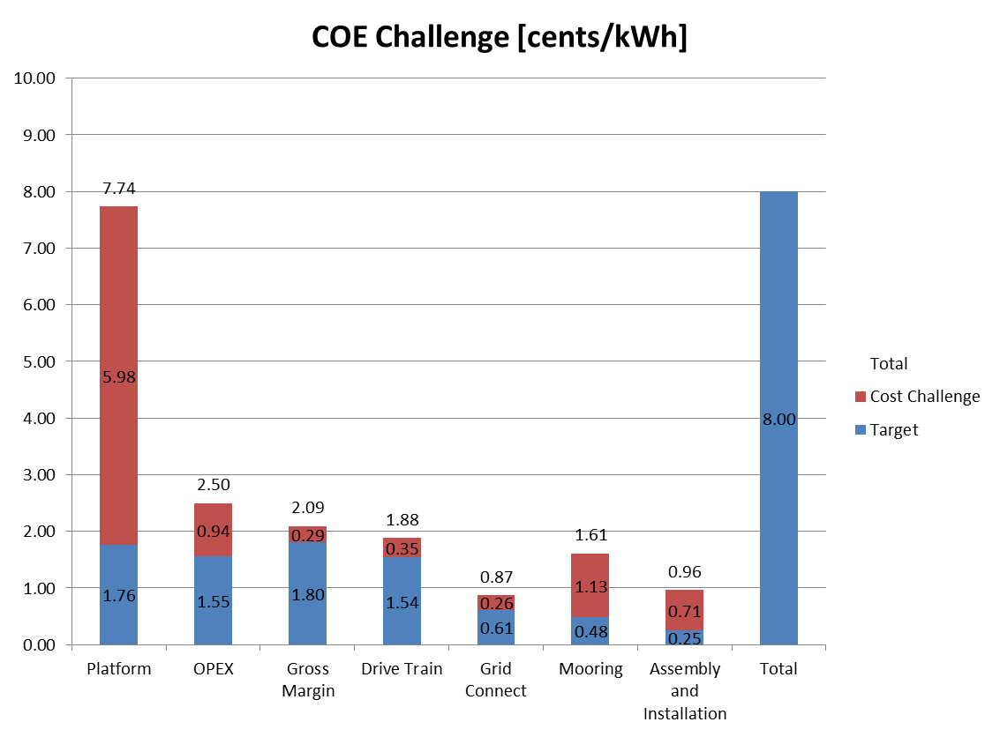 COE Challenge [cents/kWh]
10.00
9.00
8.00
7.00
6.00
5.00
4.00
3.00
2.00
1.00
0.00
7.74
5.98
1.76
2.50
0.94
1.55
2.09
0.29
1.80
1.88
0.35
1.54
0.87
0.26
0.61
1.61
1.13
0.48
0.96
0.71
0.25
8.00
Platform
OPEX
Gross
Margin
Drive Train
Grid
Connect
Mooring
Assembly
and
Installation
Total
Total
Cost Challenge
Target